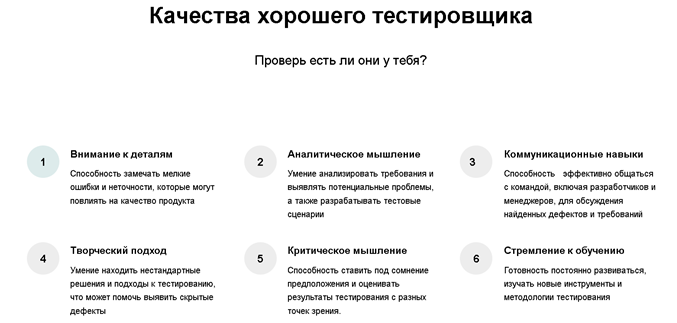 Качества хорошего тестировщика
Проверь есть ли они у тебя?
1
Внимание к деталям
Способность замечать мелкие
ошибки и неточности, которые могут
повлиять на качество продукта
2
Аналитическое мышление
Умение анализировать требования и
выявлять потенциальные проблемы,
а также разрабатывать тестовые
сценарии
3
Коммуникационные навыки
Способность эффективно общаться
с командой, включая разработчиков и
менеджеров, для обсуждения
найденных дефектов и требований
4
Творческий подход
Умение находить нестандартные
решения и подходы к тестированию,
что может помочь выявить скрытые
дефекты
5
Критическое мышление
Способность ставить под сомнение
предположения и оценивать
результаты тестирования с разных
точек зрения.
6
Стремление к обучению
Готовность постоянно развиваться,
изучать новые инструменты и
методологии тестирования